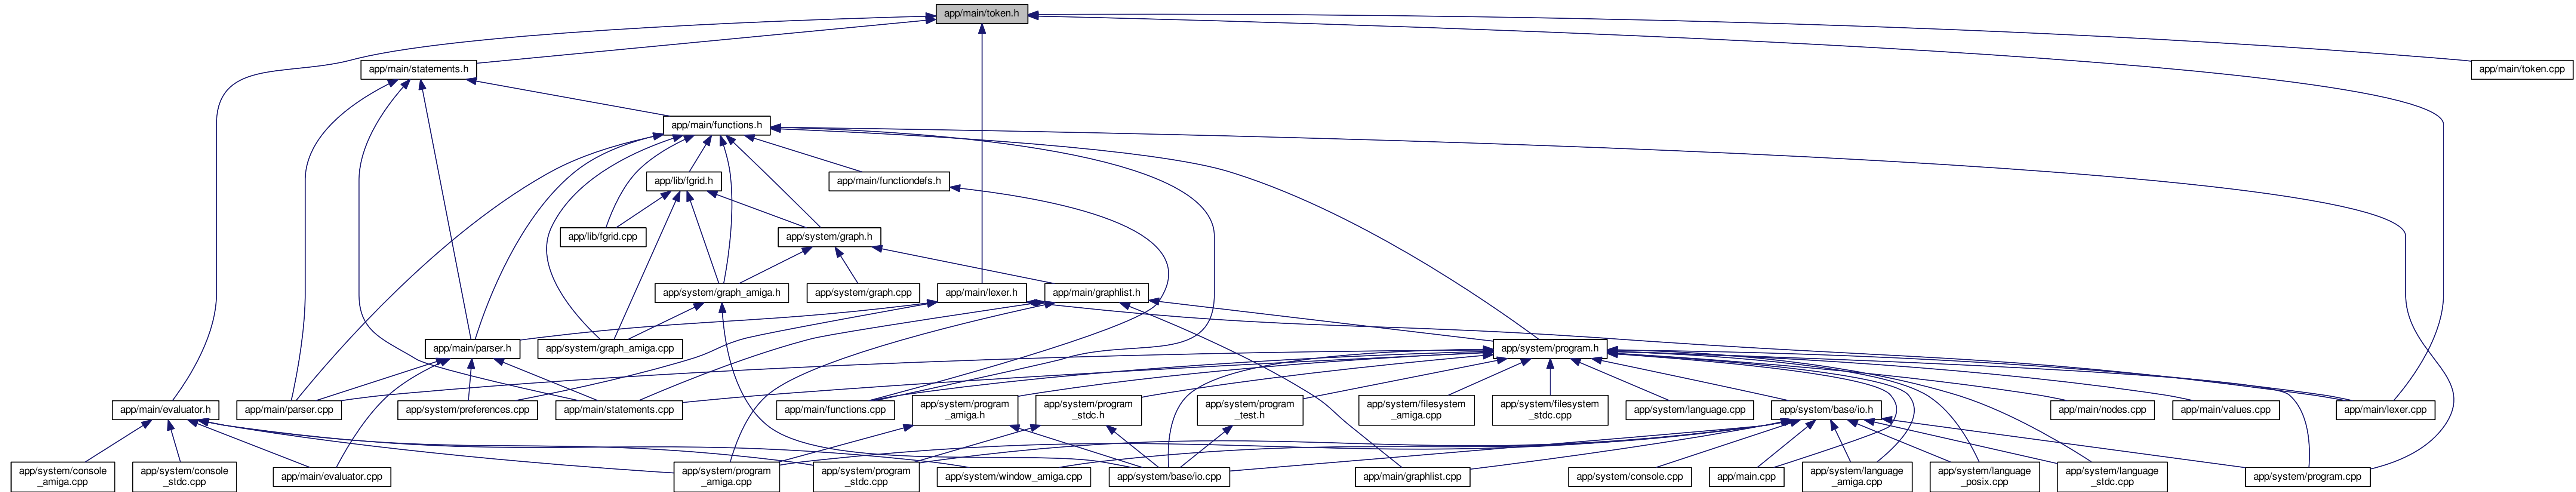 app/main/token.h
app/main/statements.h
app/main/token.cpp
app/main/functions.h
app/lib/fgrid.h
app/main/functiondefs.h
app/lib/fgrid.cpp
app/system/graph.h
app/system/graph_amiga.h
app/system/graph.cpp
app/main/lexer.h
app/main/graphlist.h
app/main/parser.h
app/system/graph_amiga.cpp
app/system/program.h
app/main/evaluator.h
app/main/parser.cpp
app/system/preferences.cpp
app/main/statements.cpp
app/main/functions.cpp
app/system/program
_amiga.h
app/system/program
_stdc.h
app/system/program
_test.h
app/system/filesystem
_amiga.cpp
app/system/filesystem
_stdc.cpp
app/system/language.cpp
app/system/base/io.h
app/main/nodes.cpp
app/main/values.cpp
app/main/lexer.cpp
app/system/console
_amiga.cpp
app/system/console
_stdc.cpp
app/main/evaluator.cpp
app/system/program
_amiga.cpp
app/system/program
_stdc.cpp
app/system/window_amiga.cpp
app/system/base/io.cpp
app/main/graphlist.cpp
app/system/console.cpp
app/main.cpp
app/system/language
_amiga.cpp
app/system/language
_posix.cpp
app/system/language
_stdc.cpp
app/system/program.cpp